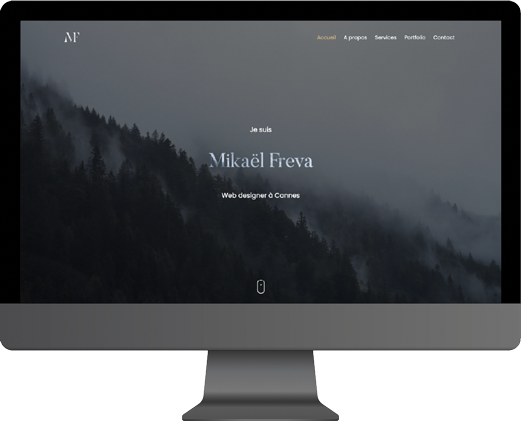 MF
Accueil A propos Services Portfolio Contact
Je suis
Mikaël Freva
Web designer à Cannes